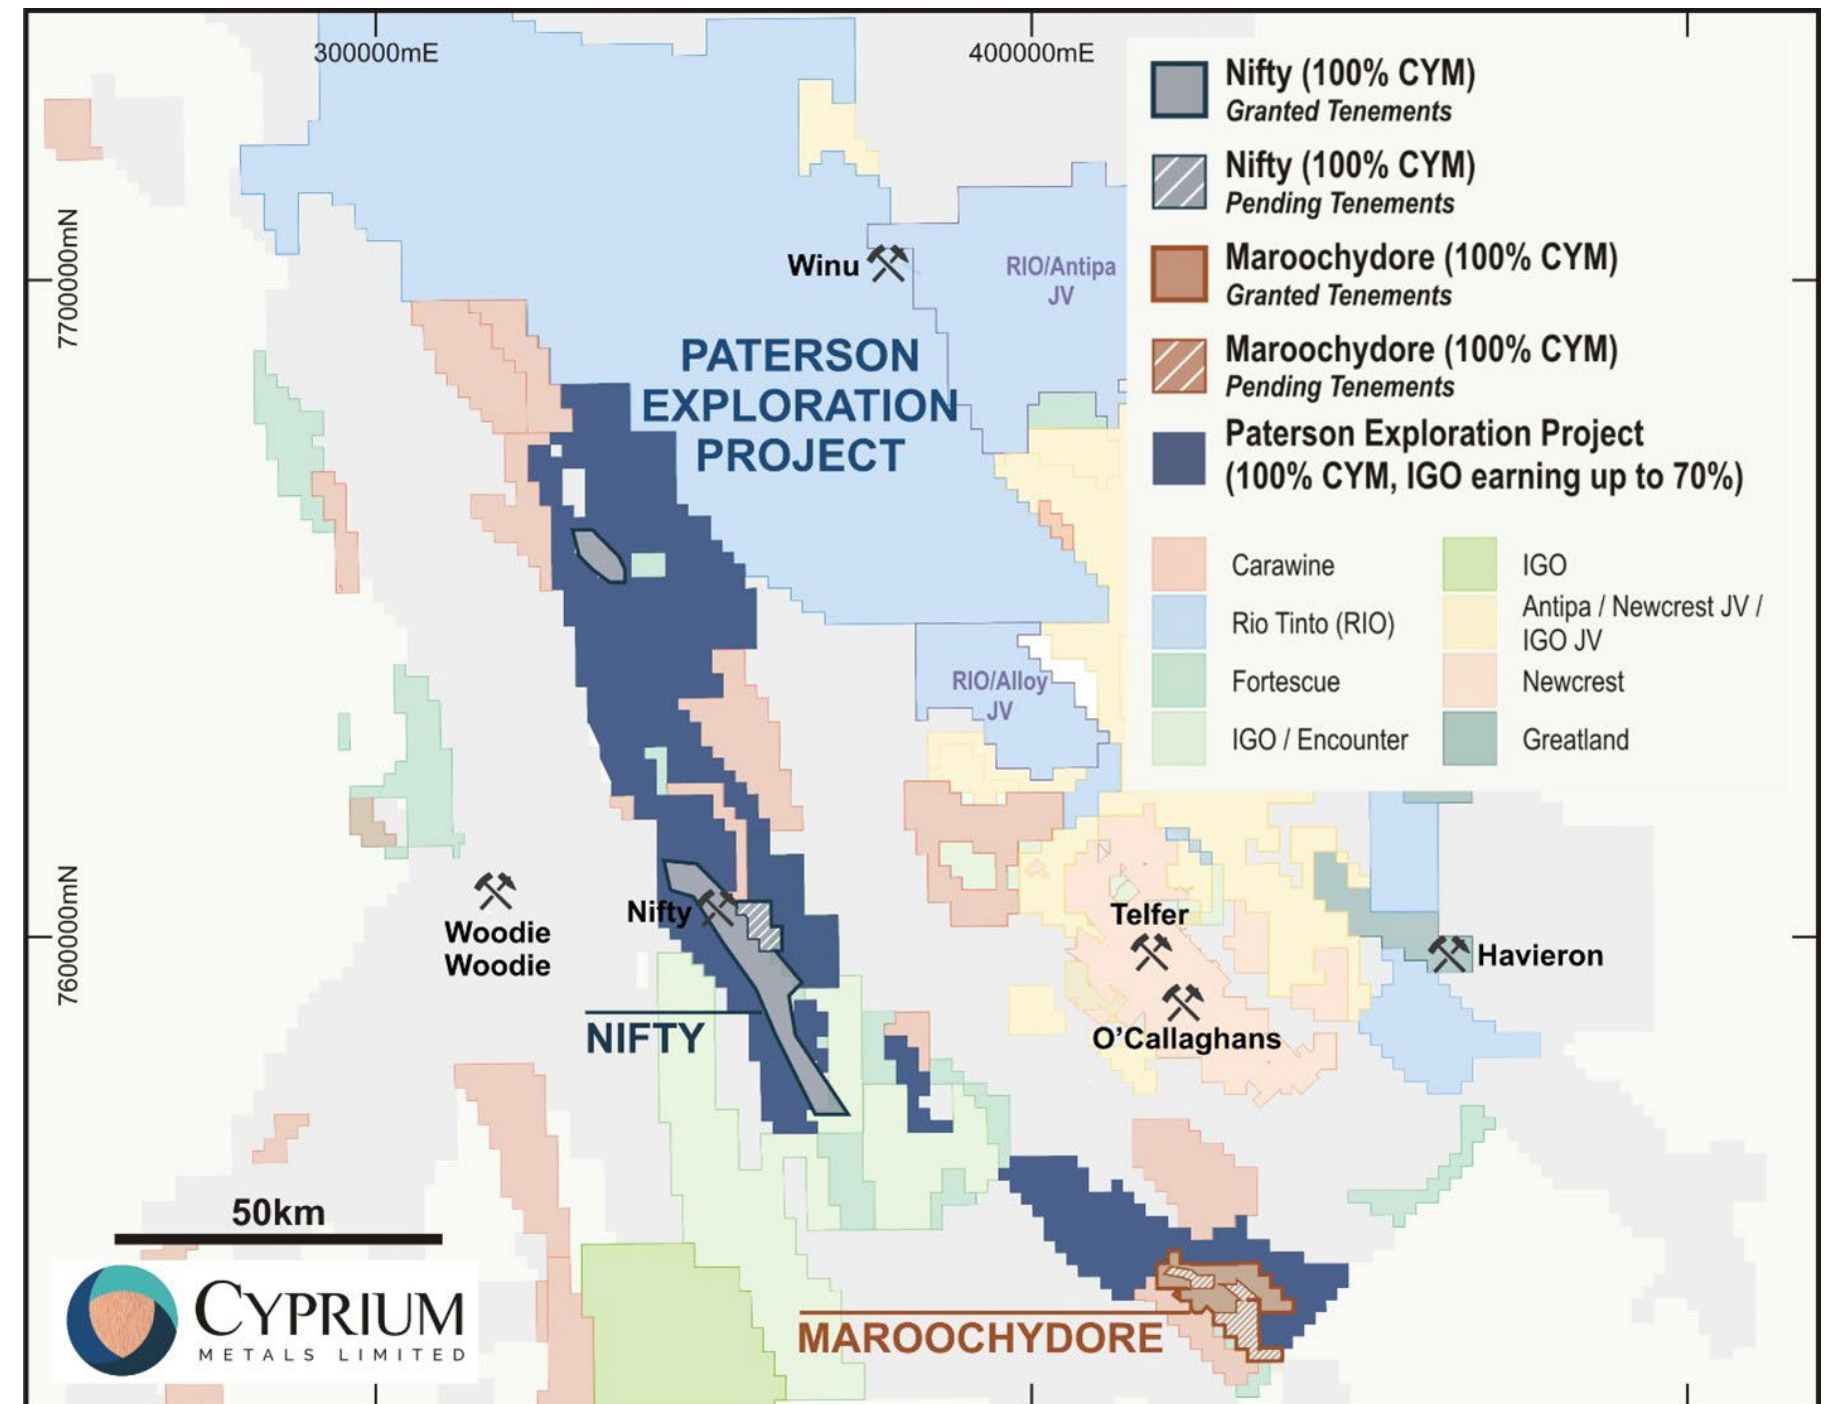 300000mE
400000mE
7700000mN
7600000mN
Nifty (100% CYM)
Granted Tenements
Nifty (100% CYM)
Pending Tenements
Maroochydore (100% CYM)
Granted Tenements
Maroochydore (100% CYM)
Pending Tenements
Paterson Exploration Project
(100% CYM, IGO earning up to 70%)
Carawine
Rio Tinto (RIO)
Fortescue
IGO / Encounter
IGO
Antipa / Newcrest JV /
IGO JV
Newcrest
Greatland
Winu
RIO/Antipa
JV
PATERSON
EXPLORATION
PROJECT
RIO/Alloy
JV
Nifty
Woodie
Woodie
Telfer
Havieron
O'Callaghans
NIFTY
50km
MAROOCHYDORE
CYPRIUM
METALS LIMITED